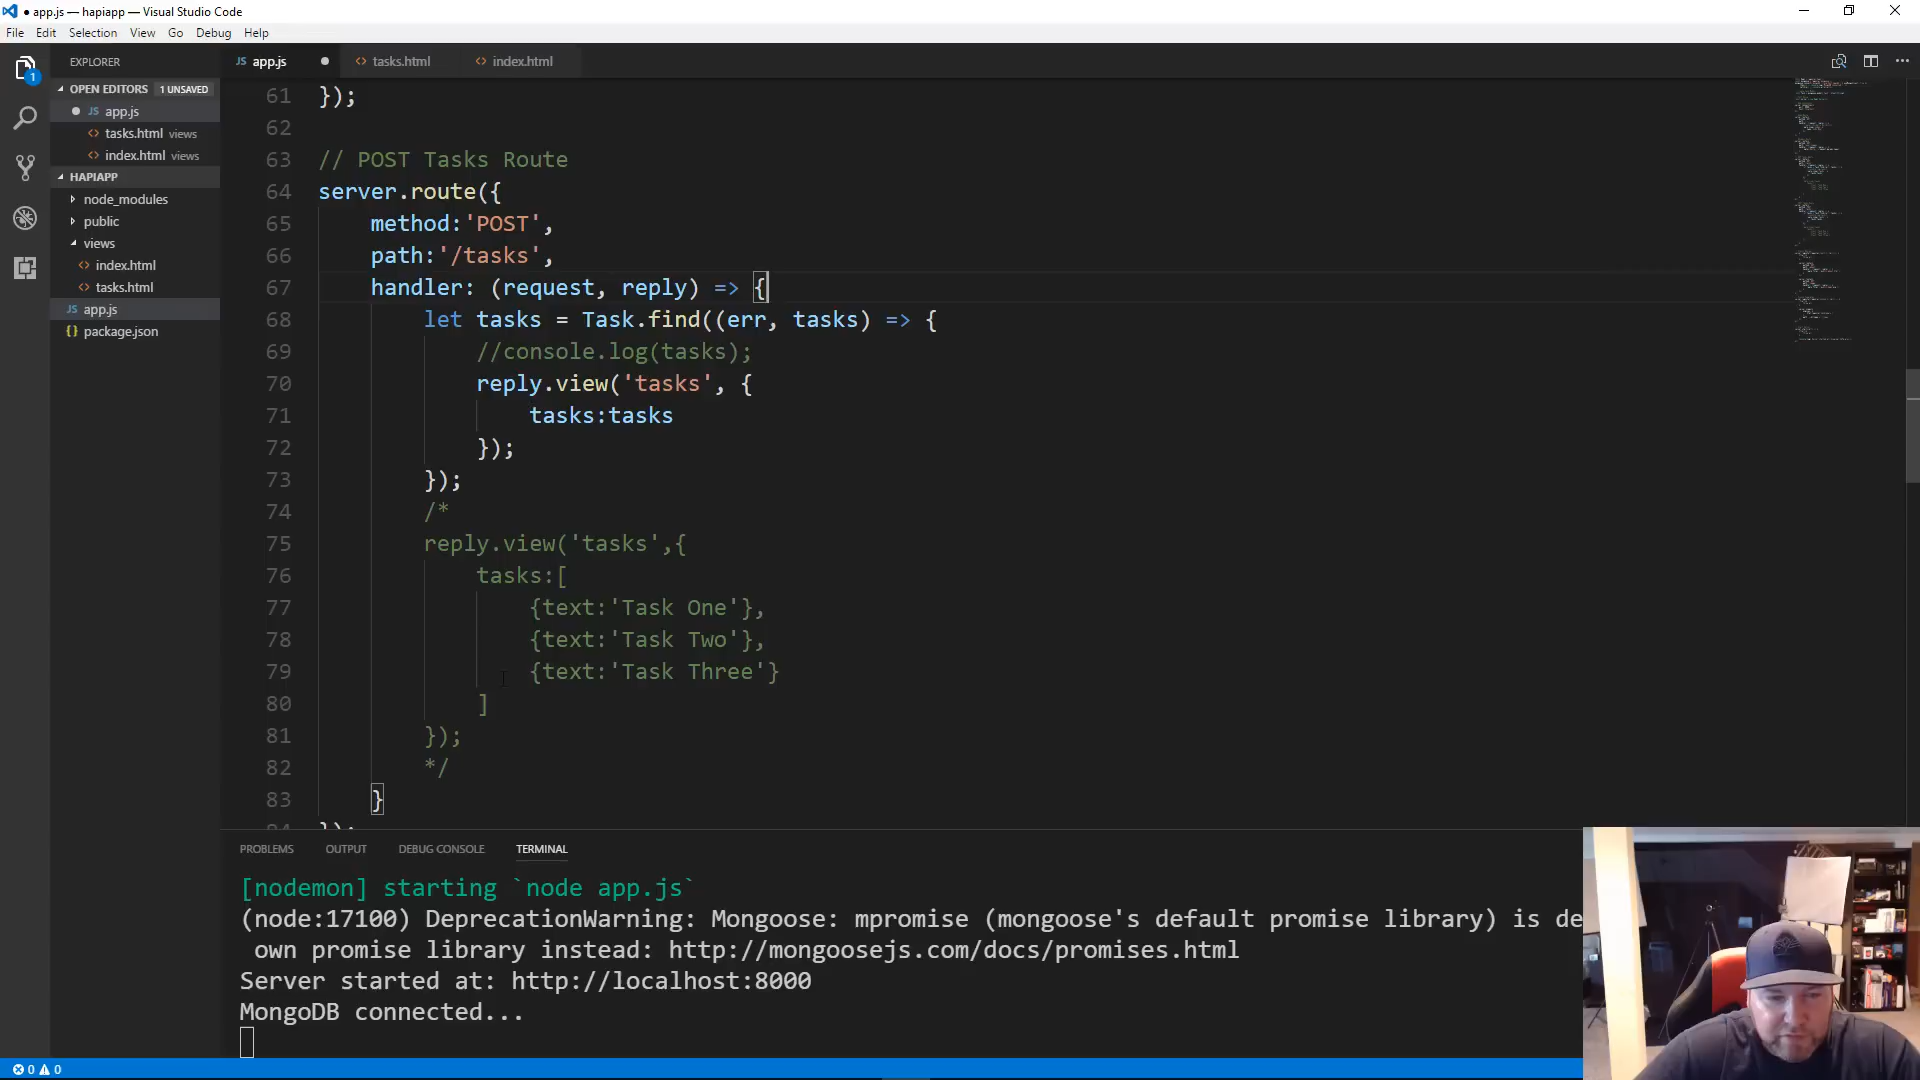 ● app.js — hapiapp — Visual Studio Code
File Edit Selection View Go Debug Help
EXPLORER
OPEN EDITORS 1 UNSAVED
JS app.js
<> tasks.html views
<> index.html views
HAPIAPP
node_modules
public
views
<> index.html
<> tasks.html
JS app.js
{} package.json
1
JS app.js ● <> tasks.html <> index.html
61 });
62
63 // POST Tasks Route
64 server.route({
65 method:'POST',
66 path:'/tasks',
67 handler: (request, reply) => {
68 let tasks = Task.find((err, tasks) => {
69 //console.log(tasks);
70 reply.view('tasks', {
71 tasks:tasks
72 });
73 });
74 /*
75 reply.view('tasks',{
76 tasks:[
77 {text:'Task One'},
78 {text:'Task Two'},
79 {text:'Task Three'}
80 ]
81 });
82 */
83 }
84 });
PROBLEMS OUTPUT DEBUG CONSOLE TERMINAL
[nodemon] starting `node app.js`
(node:17100) DeprecationWarning: Mongoose: mpromise (mongoose's default promise library) is de
own promise library instead: http://mongoosejs.com/docs/promises.html
Server started at: http://localhost:8000
MongoDB connected...
0 0